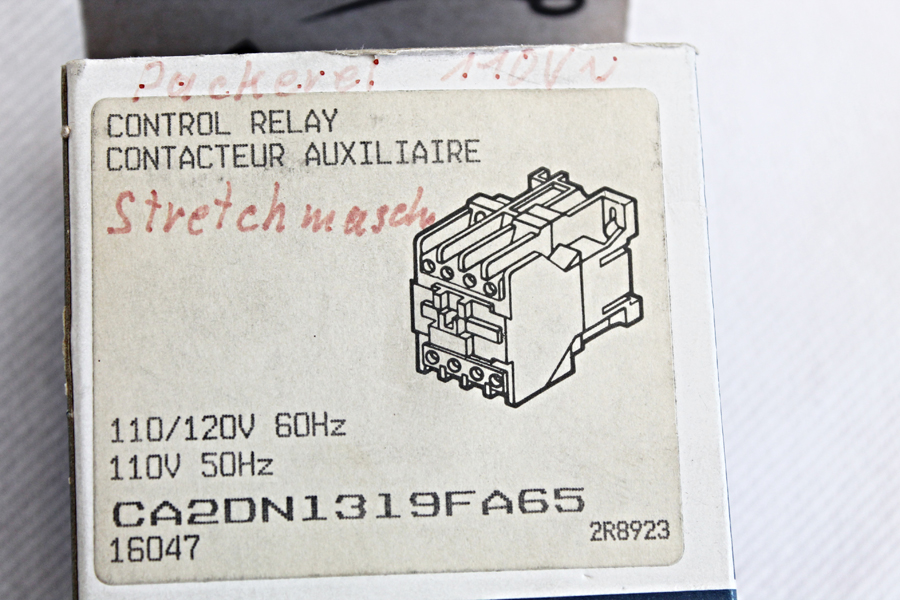 Packerei 110V~
CONTROL RELAY
CONTACTEUR AUXILIAIRE
Stretchmasch
110/120V 60Hz
110V 50Hz
CA2DN1319FA65
2R8923
16047